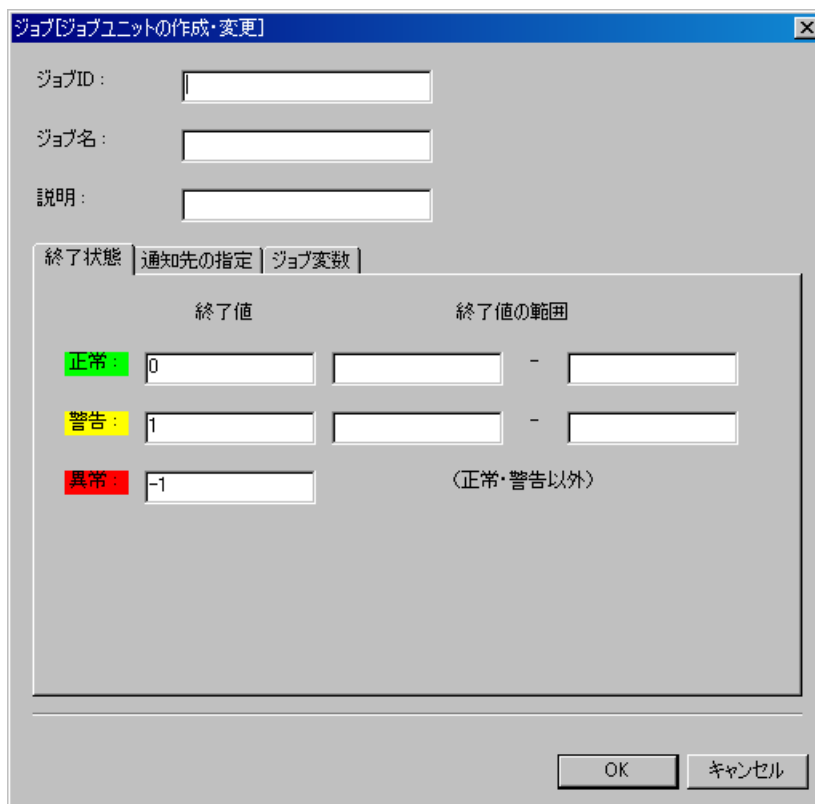 ジョブ[ジョブユニットの作成・変更]
ジョブID：
ジョブ名：
説明：
終了状態 通知先の指定 ジョブ変数
終了値 終了値の範囲
正常： 0 -
警告： 1 -
異常： -1 （正常・警告以外）
OK キャンセル